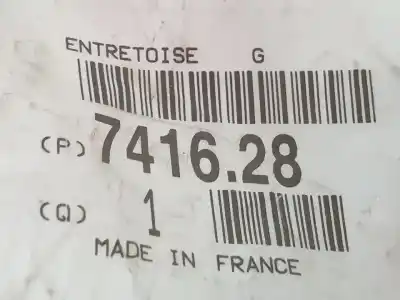 ENTRETOISE G
(P) 7416.28
(Q) 1
MADE IN FRANCE